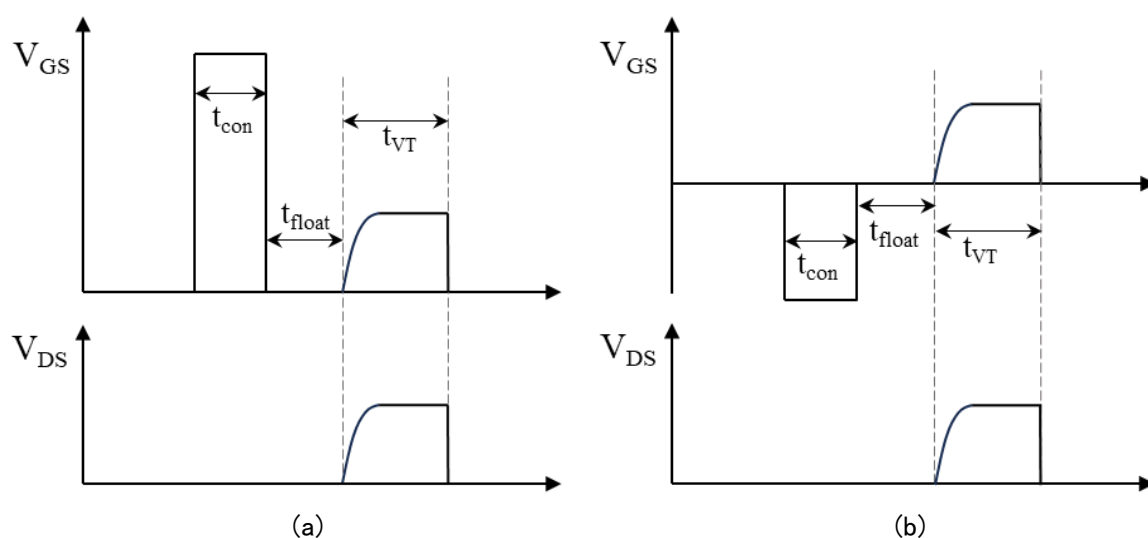 V_GS
t_con
t_VT
t_float
V_DS
(a)
V_GS
t_con
t_float
t_VT
V_DS
(b)